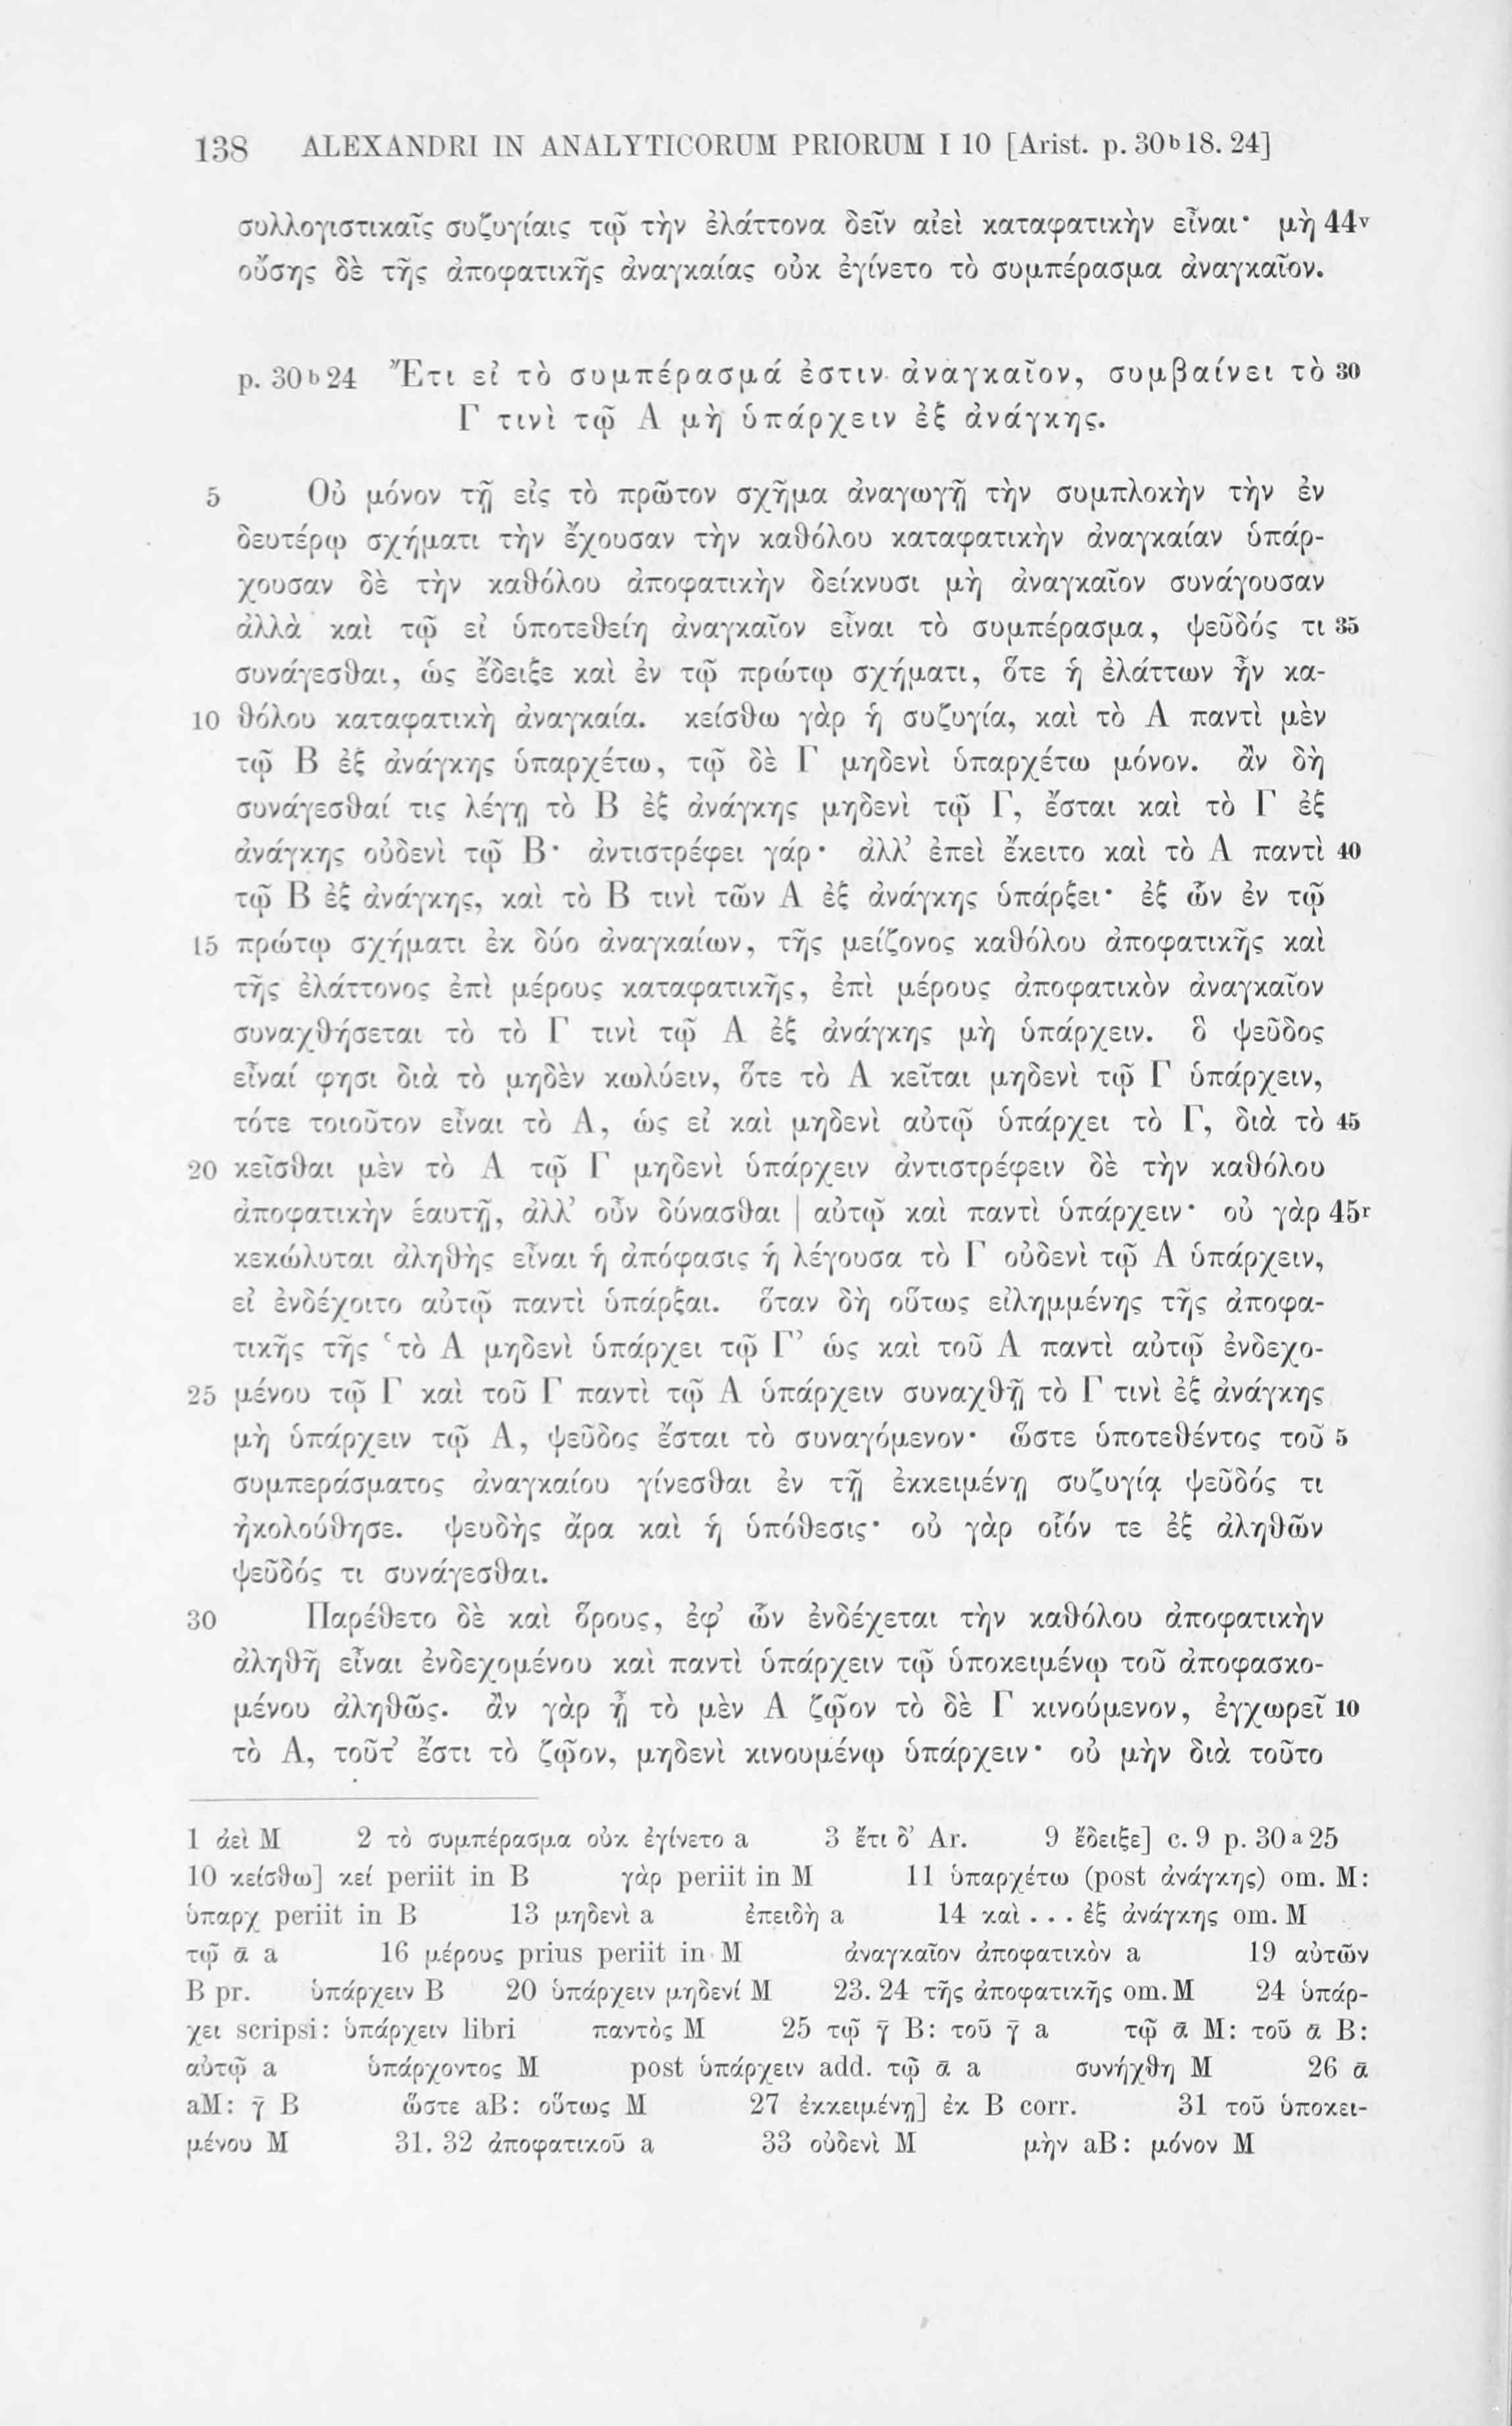 138 ALEXANDRI IN ANALYTICORUM PRIORUM I 10 [Arist. p. 30b18. 24]
συλλογιστικαῖς συζυγίαις τῷ τὴν ἐλάττονα δεῖν αἰεὶ καταφατικὴν εἶναι· μὴ 44v
οὔσης δὲ τῆς ἀποφατικῆς ἀναγκαίας οὐκ ἐγίνετο τὸ συμπέρασμα ἀναγκαῖον.
p. 30b24 Ἔτι εἰ τὸ συμπέρασμά ἐστιν ἀναγκαῖον, συμβαίνει τὸ 30
Γ τινὶ τῷ Α μὴ ὑπάρχειν ἐξ ἀνάγκης.
5 Οὐ μόνον τῇ εἰς τὸ πρῶτον σχῆμα ἀναγωγῇ τὴν συμπλοκὴν τὴν ἐν
δευτέρῳ σχήματι τὴν ἔχουσαν τὴν καθόλου καταφατικὴν ἀναγκαίαν ὑπάρ-
χουσαν δὲ τὴν καθόλου ἀποφατικὴν δείκνυσι μὴ ἀναγκαῖον συνάγουσαν
ἀλλὰ καὶ τῷ εἰ ὑποτεθείη ἀναγκαῖον εἶναι τὸ συμπέρασμα, ψεῦδός τι 35
συνάγεσθαι, ὡς ἔδειξε καὶ ἐν τῷ πρώτῳ σχήματι, ὅτε ἡ ἐλάττων ἦν κα-
10 θόλου καταφατικὴ ἀναγκαία. κείσθω γὰρ ἡ συζυγία, καὶ τὸ Α παντὶ μὲν
τῷ Β ἐξ ἀνάγκης ὑπαρχέτω, τῷ δὲ Γ μηδενὶ ὑπαρχέτω μόνον. ἂν δὴ
συνάγεσθαί τις λέγῃ τὸ Β ἐξ ἀνάγκης μηδενὶ τῷ Γ, ἔσται καὶ τὸ Γ ἐξ
ἀνάγκης οὐδενὶ τῷ Β· ἀντιστρέφει γάρ· ἀλλ’ ἐπεὶ ἔκειτο καὶ τὸ Α παντὶ 40
τῷ Β ἐξ ἀνάγκης, καὶ τὸ Β τινὶ τῶν Α ἐξ ἀνάγκης ὑπάρξει· ἐξ ὧν ἐν τῷ
15 πρώτῳ σχήματι ἐκ δύο ἀναγκαίων, τῆς μείζονος καθόλου ἀποφατικῆς καὶ
τῆς ἐλάττονος ἐπὶ μέρους καταφατικῆς, ἐπὶ μέρους ἀποφατικὸν ἀναγκαῖον
συναχθήσεται τὸ τὸ Γ τινὶ τῷ Α ἐξ ἀνάγκης μὴ ὑπάρχειν. ὃ ψεῦδος
εἶναί φησι διὰ τὸ μηδὲν κωλύειν, ὅτε τὸ Α κεῖται μηδενὶ τῷ Γ ὑπάρχειν,
τότε τοιοῦτον εἶναι τὸ Α, ὡς εἰ καὶ μηδενὶ αὐτῷ ὑπάρχει τὸ Γ, διὰ τὸ 45
20 κεῖσθαι μὲν τὸ Α τῷ Γ μηδενὶ ὑπάρχειν ἀντιστρέφειν δὲ τὴν καθόλου
ἀποφατικὴν ἑαυτῇ, ἀλλ’ οὖν δύνασθαι | αὐτῷ καὶ παντὶ ὑπάρχειν· οὐ γὰρ 45r
κεκώλυται ἀληθὴς εἶναι ἡ ἀπόφασις ἡ λέγουσα τὸ Γ οὐδενὶ τῷ Α ὑπάρχειν,
εἰ ἐνδέχοιτο αὐτῷ παντὶ ὑπάρξαι. ὅταν δὴ οὕτως εἰλημμένης τῆς ἀποφα-
τικῆς τῆς ‘τὸ Α μηδενὶ ὑπάρχει τῷ Γ’ ὡς καὶ τοῦ Α παντὶ αὐτῷ ἐνδεχο-
25 μένου τῷ Γ καὶ τοῦ Γ παντὶ τῷ Α ὑπάρχειν συναχθῇ τὸ Γ τινὶ ἐξ ἀνάγκης
μὴ ὑπάρχειν τῷ Α, ψεῦδος ἔσται τὸ συναγόμενον· ὥστε ὑποτεθέντος τοῦ 5
συμπεράσματος ἀναγκαίου γίνεσθαι ἐν τῇ ἐκκειμένῃ συζυγίᾳ ψεῦδός τι
ἠκολούθησε. ψευδὴς ἄρα καὶ ἡ ὑπόθεσις· οὐ γὰρ οἷόν τε ἐξ ἀληθῶν
ψεῦδός τι συνάγεσθαι.
30 Παρέθετο δὲ καὶ ὅρους, ἐφ’ ὧν ἐνδέχεται τὴν καθόλου ἀποφατικὴν
ἀληθῆ εἶναι ἐνδεχομένου καὶ παντὶ ὑπάρχειν τῷ ὑποκειμένῳ τοῦ ἀποφασκο-
μένου ἀληθῶς. ἂν γὰρ ᾖ τὸ μὲν Α ζῷον τὸ δὲ Γ κινούμενον, ἐγχωρεῖ 10
τὸ Α, τοῦτ’ ἔστι τὸ ζῷον, μηδενὶ κινουμένῳ ὑπάρχειν· οὐ μὴν διὰ τοῦτο
1 ἀεὶ M 2 τὸ συμπέρασμα οὐκ ἐγίνετο a 3 ἔτι δ’ Ar. 9 ἔδειξε] c. 9 p. 30a25
10 κείσθω] κεί periit in B γὰρ periit in M 11 ὑπαρχέτω (post ἀνάγκης) om. M:
ὑπαρχ periit in B 13 μηδενὶ a ἐπειδὴ a 14 καὶ . . . ἐξ ἀνάγκης om. M
τῷ ᾱ a 16 μέρους prius periit in M ἀναγκαῖον ἀποφατικὸν a 19 αὐτῶν
B pr. ὑπάρχειν B 20 ὑπάρχειν μηδενί M 23. 24 τῆς ἀποφατικῆς om. M 24 ὑπάρ-
χει scripsi: ὑπάρχειν libri παντὸς M 25 τῷ γ̄ B: τοῦ γ̄ a τῷ ᾱ M: τοῦ ᾱ B:
αὐτῷ a ὑπάρχοντος M post ὑπάρχειν add. τῷ ᾱ a συνήχθη M 26 ᾱ
aM: γ̄ B ὥστε aB: οὕτως M 27 ἐκκειμένῃ] ἐκ B corr. 31 τοῦ ὑποκει-
μένου M 31. 32 ἀποφατικοῦ a 33 οὐδενὶ M μὴν aB: μόνον M